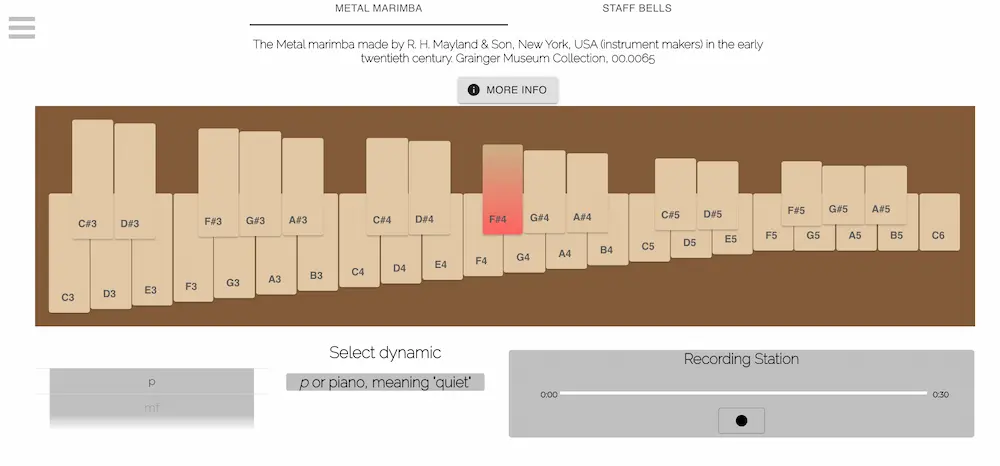 METAL MARIMBA
STAFF BELLS
The Metal marimba made by R. H. Mayland & Son, New York, USA (instrument makers) in the early
twentieth century. Grainger Museum Collection, 00.0065
MORE INFO
C#3 D#3 F#3 G#3 A#3 C#4 D#4 F#4 G#4 A#4 C#5 D#5 F#5 G#5 A#5
C3 D3 E3 F3 G3 A3 B3 C4 D4 E4 F4 G4 A4 B4 C5 D5 E5 F5 G5 A5 B5 C6
Select dynamic
p
mf
p or piano, meaning "quiet"
Recording Station
0:00
0:30